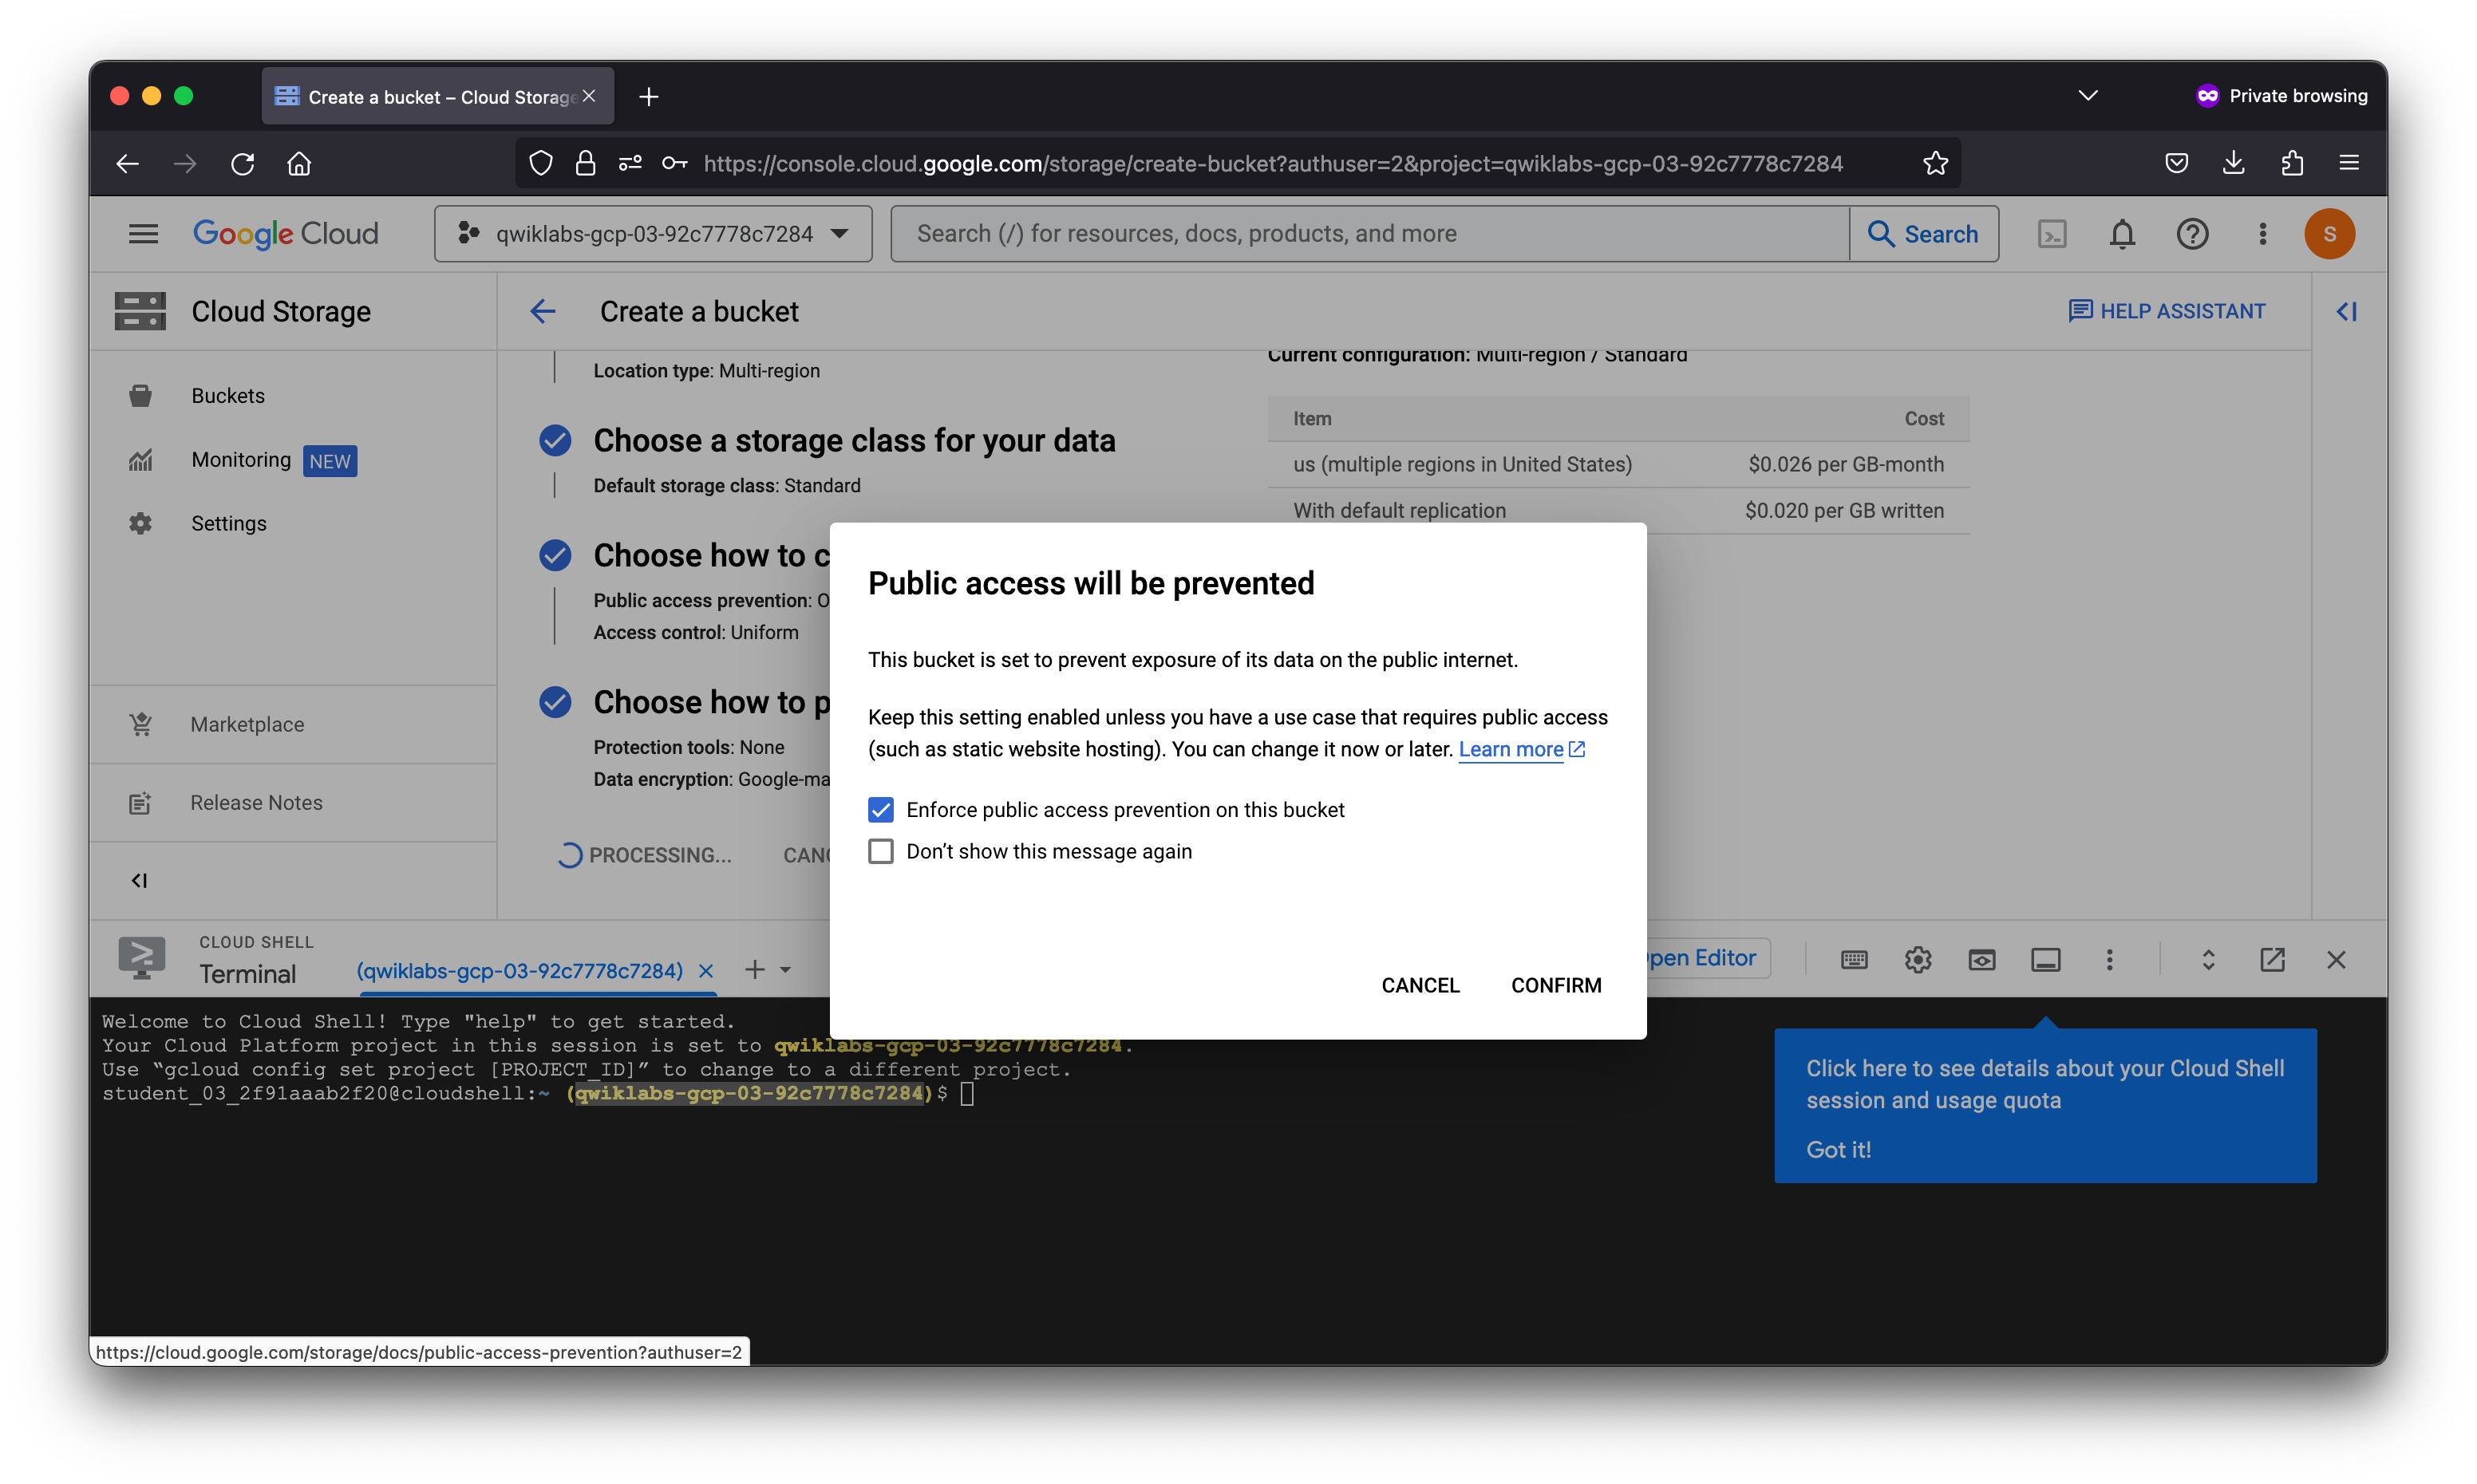 Create a bucket – Cloud Storage
Private browsing
https://console.cloud.google.com/storage/create-bucket?authuser=2&project=qwiklabs-gcp-03-92c7778c7284
Google Cloud
qwiklabs-gcp-03-92c7778c7284
Search (/) for resources, docs, products, and more
Search
S
Cloud Storage
Create a bucket
HELP ASSISTANT
Buckets
Monitoring NEW
Settings
Marketplace
Release Notes
Location type: Multi-region
Choose a storage class for your data
Default storage class: Standard
Choose how to c
Public access prevention: O
Access control: Uniform
Choose how to p
Protection tools: None
Data encryption: Google-ma
PROCESSING...
CANC
Current configuration: Multi-region / Standard
Item Cost
us (multiple regions in United States) $0.026 per GB-month
With default replication $0.020 per GB written
Public access will be prevented
This bucket is set to prevent exposure of its data on the public internet.
Keep this setting enabled unless you have a use case that requires public access
(such as static website hosting). You can change it now or later. Learn more
Enforce public access prevention on this bucket
Don’t show this message again
CANCEL CONFIRM
CLOUD SHELL
Terminal
(qwiklabs-gcp-03-92c7778c7284)
pen Editor
Welcome to Cloud Shell! Type "help" to get started.
Your Cloud Platform project in this session is set to qwiklabs-gcp-03-92c7778c7284.
Use “gcloud config set project [PROJECT_ID]” to change to a different project.
student_03_2f91aaab2f20@cloudshell:~ (qwiklabs-gcp-03-92c7778c7284)$
Click here to see details about your Cloud Shell
session and usage quota
Got it!
https://cloud.google.com/storage/docs/public-access-prevention?authuser=2